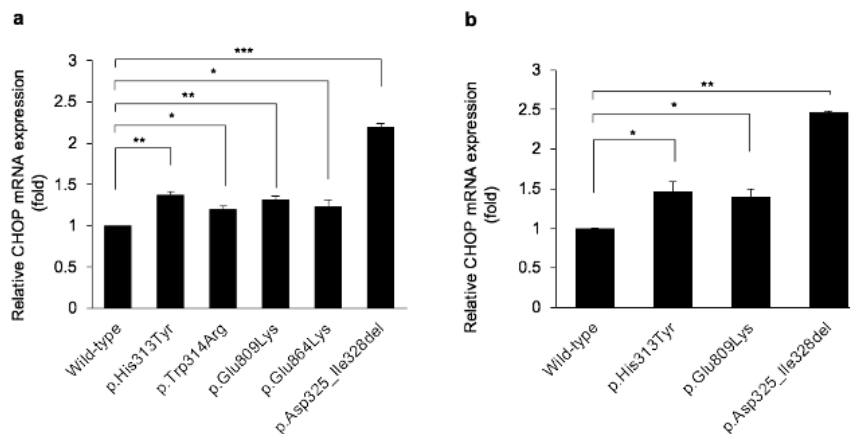 a
Relative CHOP mRNA expression
(fold)
3
2.5
2
1.5
1
0.5
0
***
*
**
*
**
Wild-type
p.His313Tyr
p.Trp314Arg
p.Glu809Lys
p.Glu864Lys
p.Asp325_Ile328del
b
Relative CHOP mRNA expression
(fold)
3
2.5
2
1.5
1
0.5
0
**
*
*
Wild-type
p.His313Tyr
p.Glu809Lys
p.Asp325_Ile328del